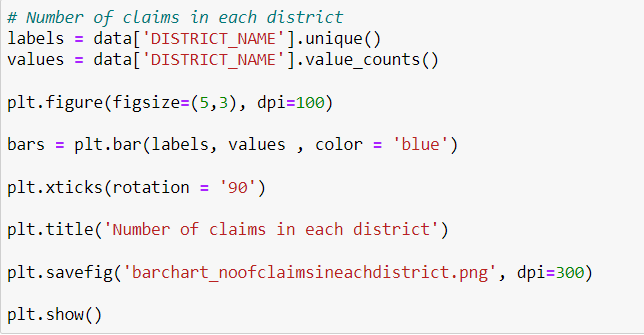 # Number of claims in each district
labels = data['DISTRICT_NAME'].unique()
values = data['DISTRICT_NAME'].value_counts()
plt.figure(figsize=(5,3), dpi=100)
bars = plt.bar(labels, values , color = 'blue')
plt.xticks(rotation = '90')
plt.title('Number of claims in each district')
plt.savefig('barchart_noofclaimsineachdistrict.png', dpi=300)
plt.show()